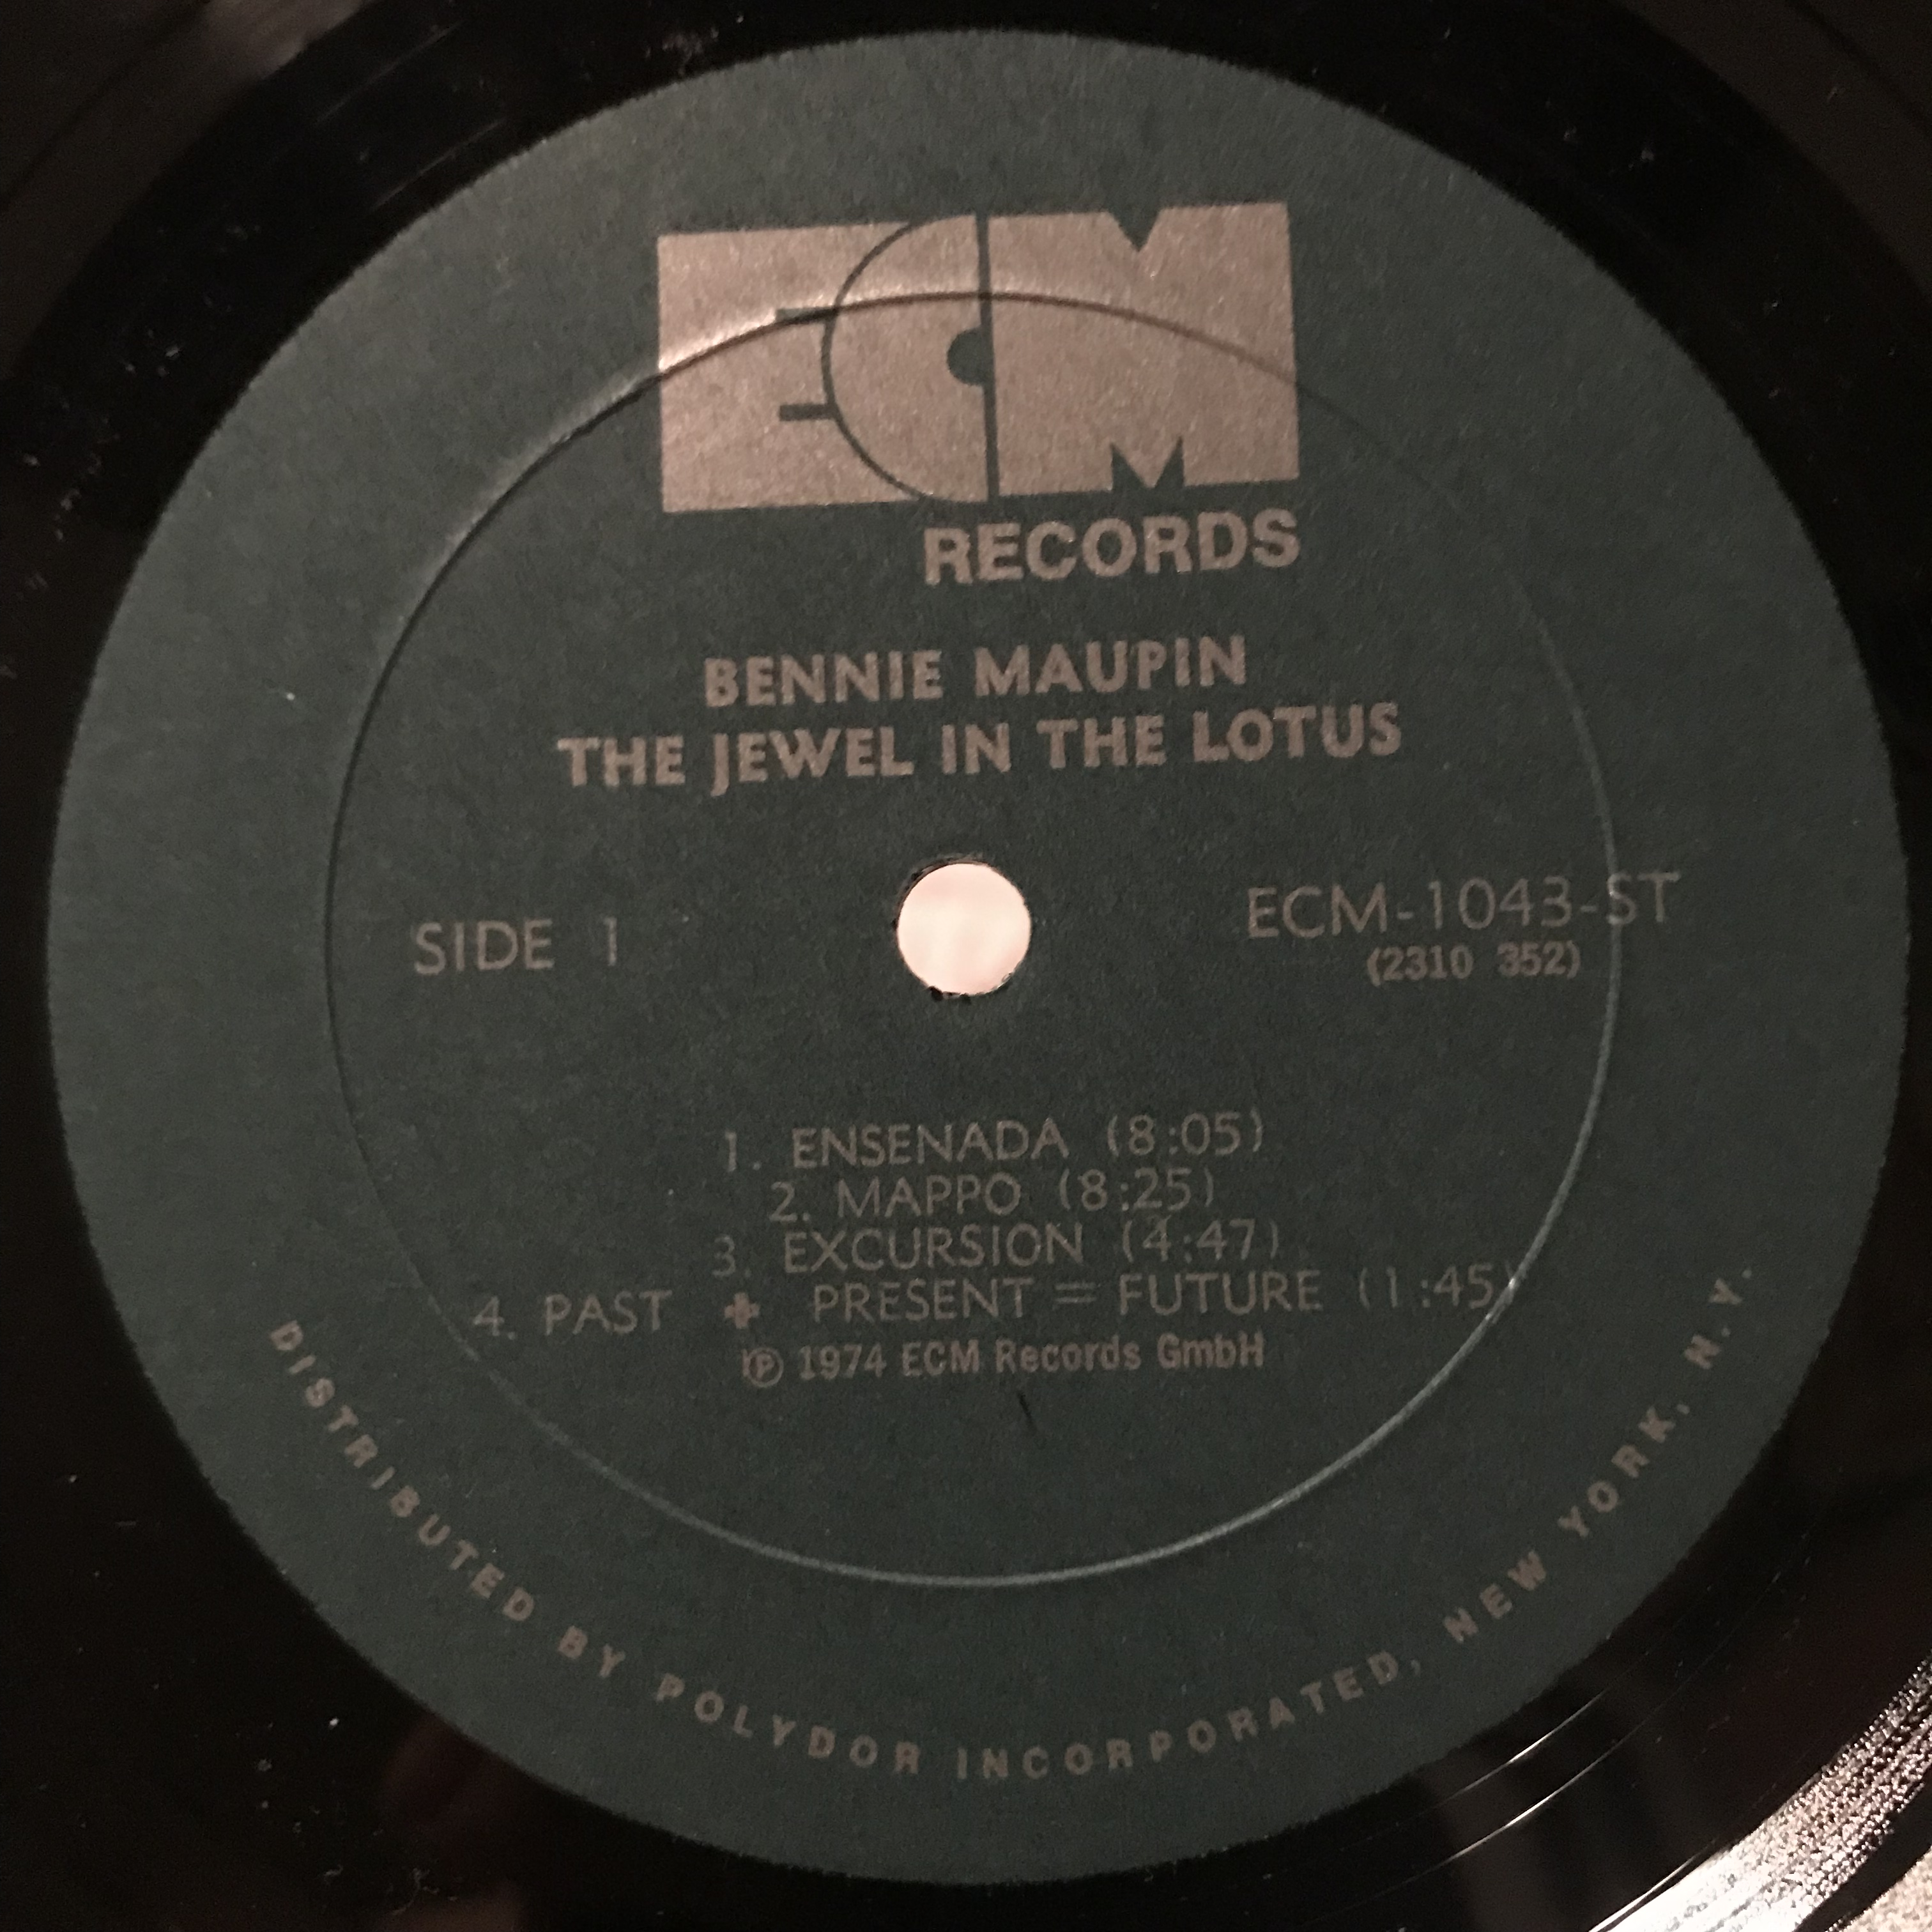 ECM
RECORDS
BENNIE MAUPIN
THE JEWEL IN THE LOTUS
SIDE 1
ECM-1043-ST
(2310 352)
1. ENSENADA (8:05)
2. MAPPO (8:25)
3. EXCURSION (4:47)
4. PAST + PRESENT = FUTURE (1:45)
℗ 1974 ECM Records GmbH
DISTRIBUTED BY POLYDOR INCORPORATED, NEW YORK, N.Y.